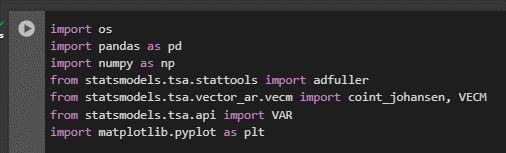 import os
import pandas as pd
import numpy as np
from statsmodels.tsa.stattools import adfuller
from statsmodels.tsa.vector_ar.vecm import coint_johansen, VECM
from statsmodels.tsa.api import VAR
import matplotlib.pyplot as plt